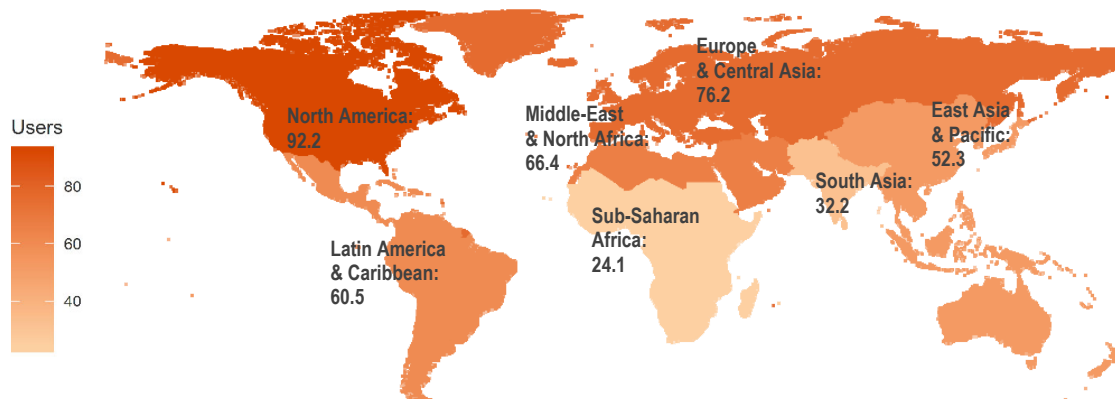 Europe
& Central Asia:
76.2
North America:
92.2
Middle-East
& North Africa:
66.4
East Asia
& Pacific:
52.3
Users
80
60
40
South Asia:
32.2
Sub-Saharan
Africa:
24.1
Latin America
& Caribbean:
60.5